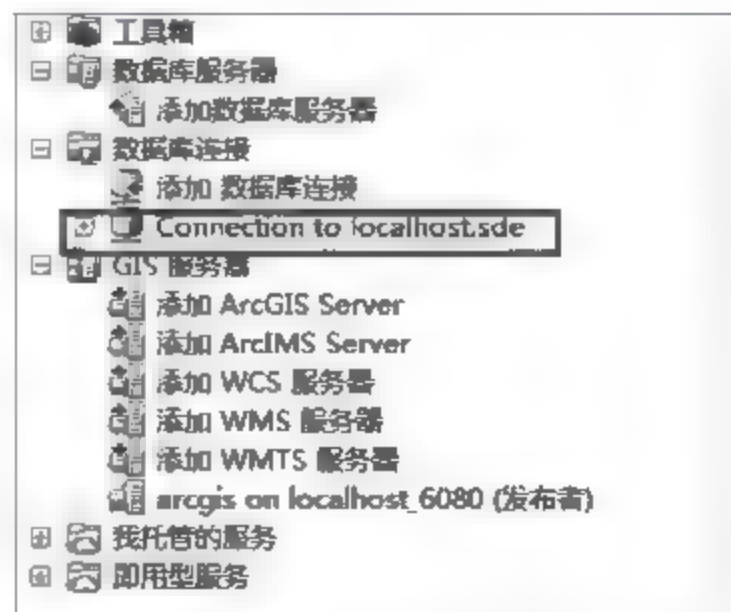 工具箱
数据库服务器
添加数据库服务器
数据库连接
添加 数据库连接
Connection to localhost.sde
GIS 服务器
添加 ArcGIS Server
添加 ArcIMS Server
添加 WCS 服务器
添加 WMS 服务器
添加 WMTS 服务器
arcgis on localhost_6080 (发布者)
我托管的服务
即用型服务